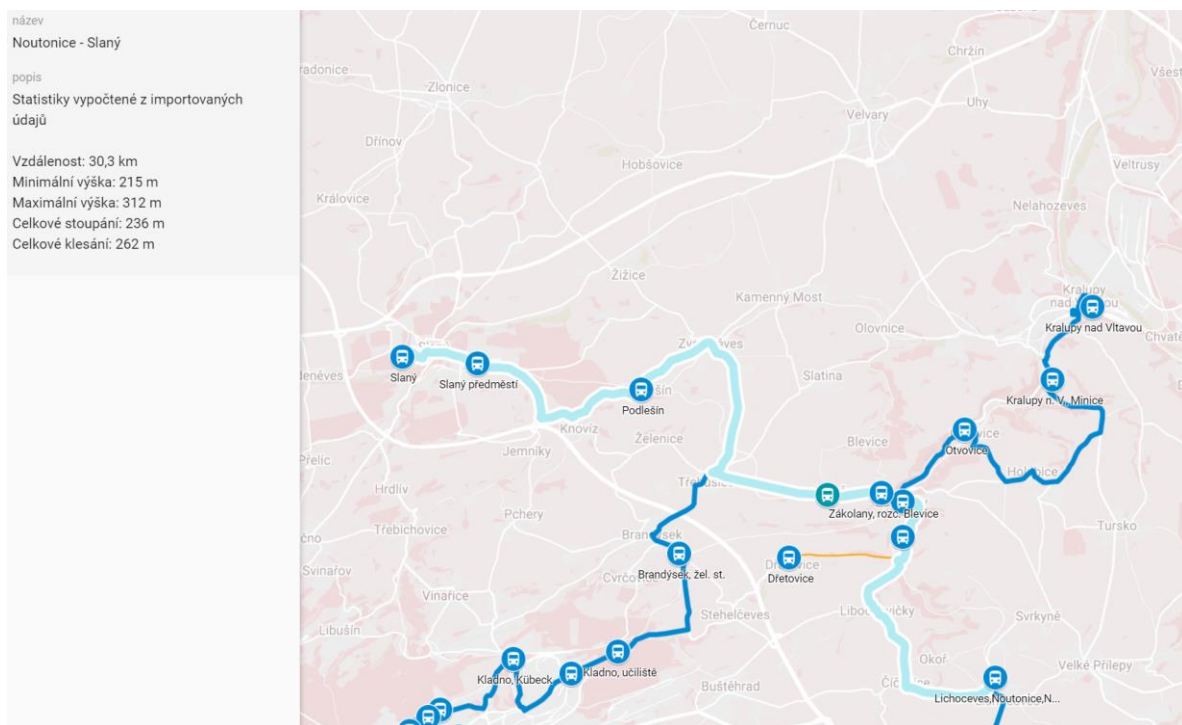 název
Noutonice - Slaný
popis
Statistiky vypočtené z importovaných
údajů
Vzdálenost: 30,3 km
Minimální výška: 215 m
Maximální výška: 312 m
Celkové stoupání: 236 m
Celkové klesání: 262 m
Černuc
Chržín
Zlonice
Uhy
Velvary
Dřínov
Hobšovice
Veltrusy
Královice
Nelahozeves
Žižice
Kamenný Most
Kralupy
Olovnice
Kralupy nad Vltavou
Slaný
Slaný předměstí
Slatina
Kralupy n. V., Minice
Podlešín
Knovíz
Želenice
Jemníky
Blevice
Otvovice
Přelíc
Hrdlív
Zákolany, rozc. Blevice
Pchery
Třebichovice
Tursko
Brandýsek, žel. st.
Dřetovice
Svinařov
Vinařice
Stehelčeves
Svrkyně
Libušín
Okoř
Velké Přílepy
Kladno, Kübeck
Kladno, učiliště
Buštěhrad
Lichoceves,Noutonice,N...